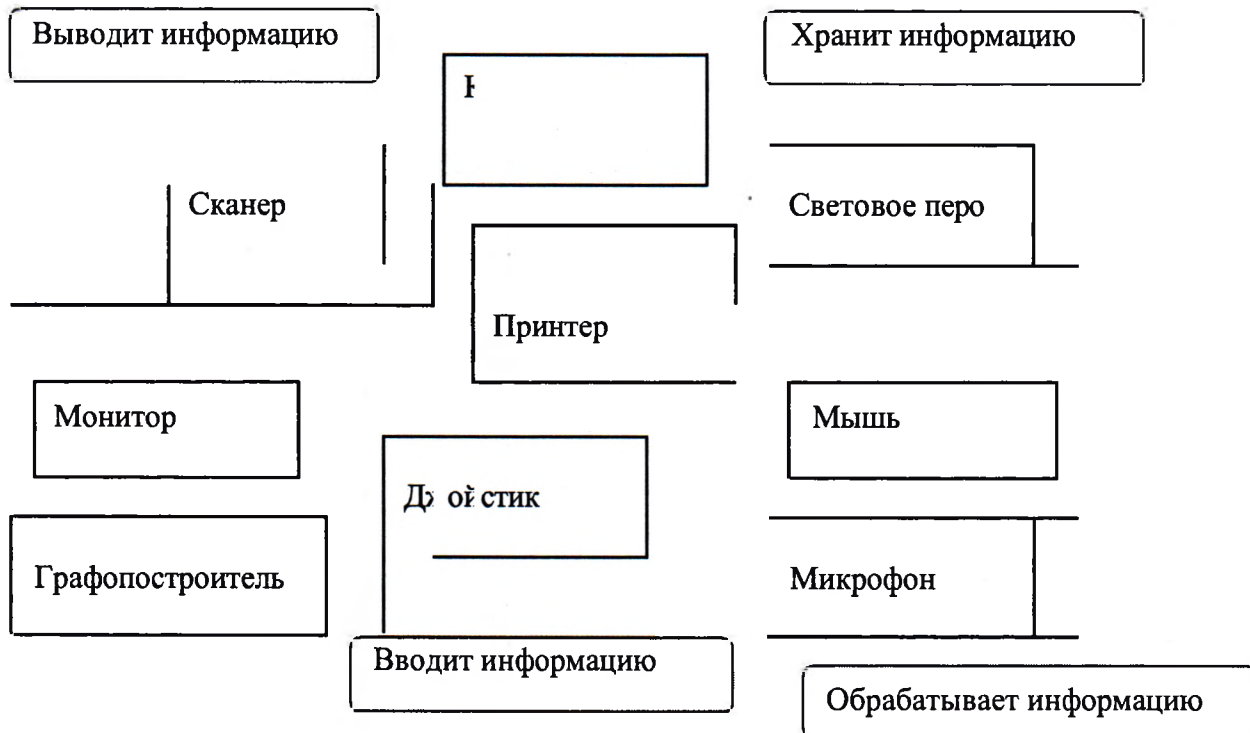 Выводит информацию
Хранит информацию
Сканер
Световое перо
Принтер
Монитор
Мышь
Графопостроитель
Микрофон
Вводит информацию
Обрабатывает информацию